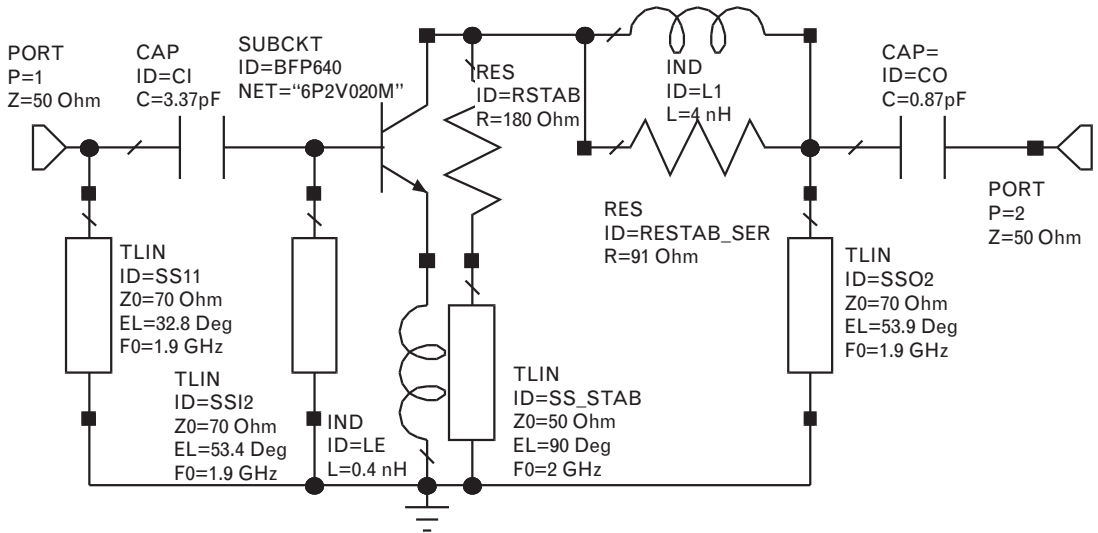 PORT
P=1
Z=50 Ohm
CAP
ID=CI
C=3.37pF
SUBCKT
ID=BFP640
NET=“6P2V020M”
RES
ID=RSTAB
R=180 Ohm
IND
ID=L1
L=4 nH
CAP=
ID=CO
C=0.87pF
RES
ID=RESTAB_SER
R=91 Ohm
PORT
P=2
Z=50 Ohm
TLIN
ID=SS11
Z0=70 Ohm
EL=32.8 Deg
F0=1.9 GHz
TLIN
ID=SSI2
Z0=70 Ohm
EL=53.4 Deg
F0=1.9 GHz
IND
ID=LE
L=0.4 nH
TLIN
ID=SS_STAB
Z0=50 Ohm
EL=90 Deg
F0=2 GHz
TLIN
ID=SSO2
Z0=70 Ohm
EL=53.9 Deg
F0=1.9 GHz